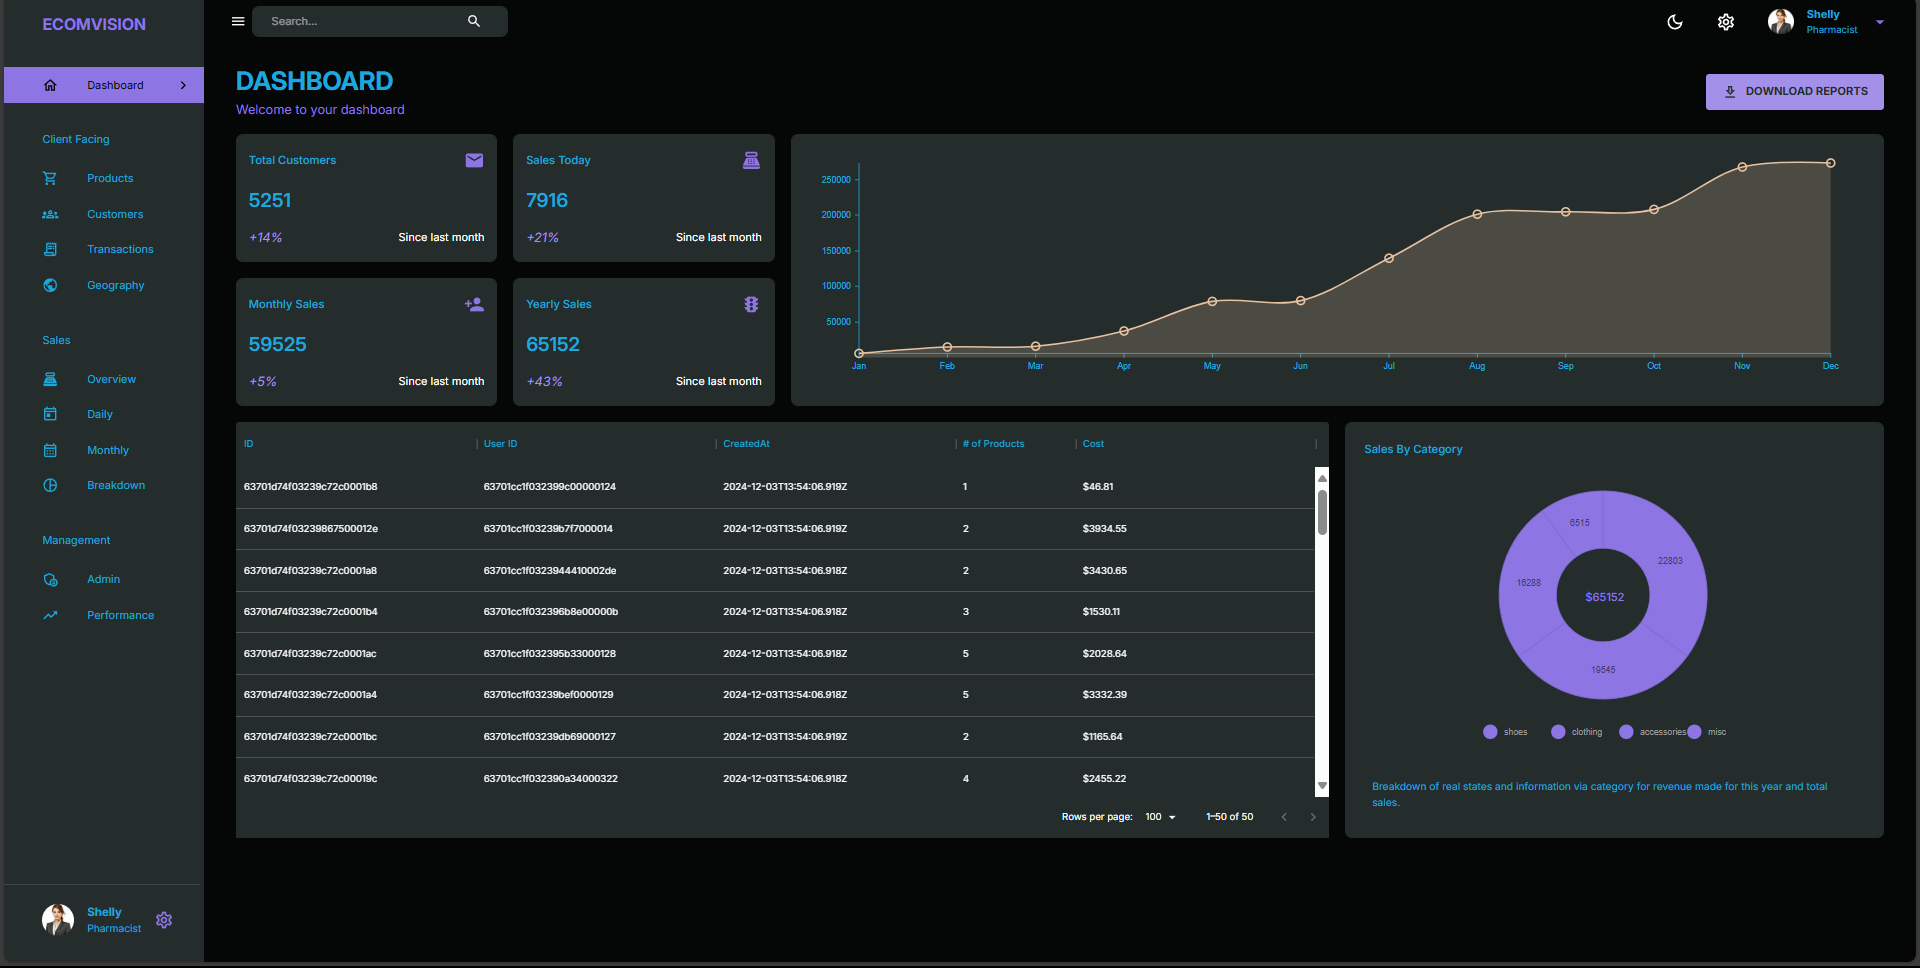 ECOMVISION
Search...
Shelly
Pharmacist
Dashboard
Client Facing
Products
Customers
Transactions
Geography
Sales
Overview
Daily
Monthly
Breakdown
Management
Admin
Performance
Shelly
Pharmacist
DASHBOARD
Welcome to your dashboard
DOWNLOAD REPORTS
Total Customers
5251
+14% Since last month
Sales Today
7916
+21% Since last month
Monthly Sales
59525
+5% Since last month
Yearly Sales
65152
+43% Since last month
250000
200000
150000
100000
50000
Jan Feb Mar Apr May Jun Jul Aug Sep Oct Nov Dec
ID User ID CreatedAt # of Products Cost
63701d74f03239c72c0001b8 63701cc1f032399c00000124 2024-12-03T13:54:06.919Z 1 $46.81
63701d74f03239867500012e 63701cc1f03239b7f7000014 2024-12-03T13:54:06.919Z 2 $3934.55
63701d74f03239c72c0001a8 63701cc1f0323944410002de 2024-12-03T13:54:06.918Z 2 $3430.65
63701d74f03239c72c0001b4 63701cc1f032396b8e00000b 2024-12-03T13:54:06.918Z 3 $1530.11
63701d74f03239c72c0001ac 63701cc1f032395b33000128 2024-12-03T13:54:06.918Z 5 $2028.64
63701d74f03239c72c0001a4 63701cc1f03239bef0000129 2024-12-03T13:54:06.918Z 5 $3332.39
63701d74f03239c72c0001bc 63701cc1f03239db69000127 2024-12-03T13:54:06.919Z 2 $1165.64
63701d74f03239c72c00019c 63701cc1f032390a34000322 2024-12-03T13:54:06.918Z 4 $2455.22
Rows per page: 100 1–50 of 50
Sales By Category
6515
22803
16288
$65152
19545
shoes clothing accessories misc
Breakdown of real states and information via category for revenue made for this year and total
sales.